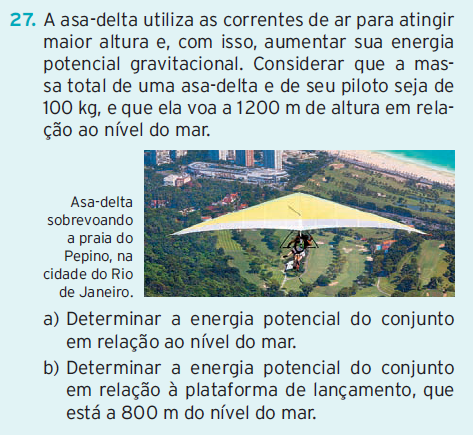 27. A asa-delta utiliza as correntes de ar para atingir
maior altura e, com isso, aumentar sua energia
potencial gravitacional. Considerar que a mas-
sa total de uma asa-delta e de seu piloto seja de
100 kg, e que ela voa a 1200 m de altura em rela-
ção ao nível do mar.
Asa-delta
sobrevoando
a praia do
Pepino, na
cidade do Rio
de Janeiro.
a) Determinar a energia potencial do conjunto
em relação ao nível do mar.
b) Determinar a energia potencial do conjunto
em relação à plataforma de lançamento, que
está a 800 m do nível do mar.